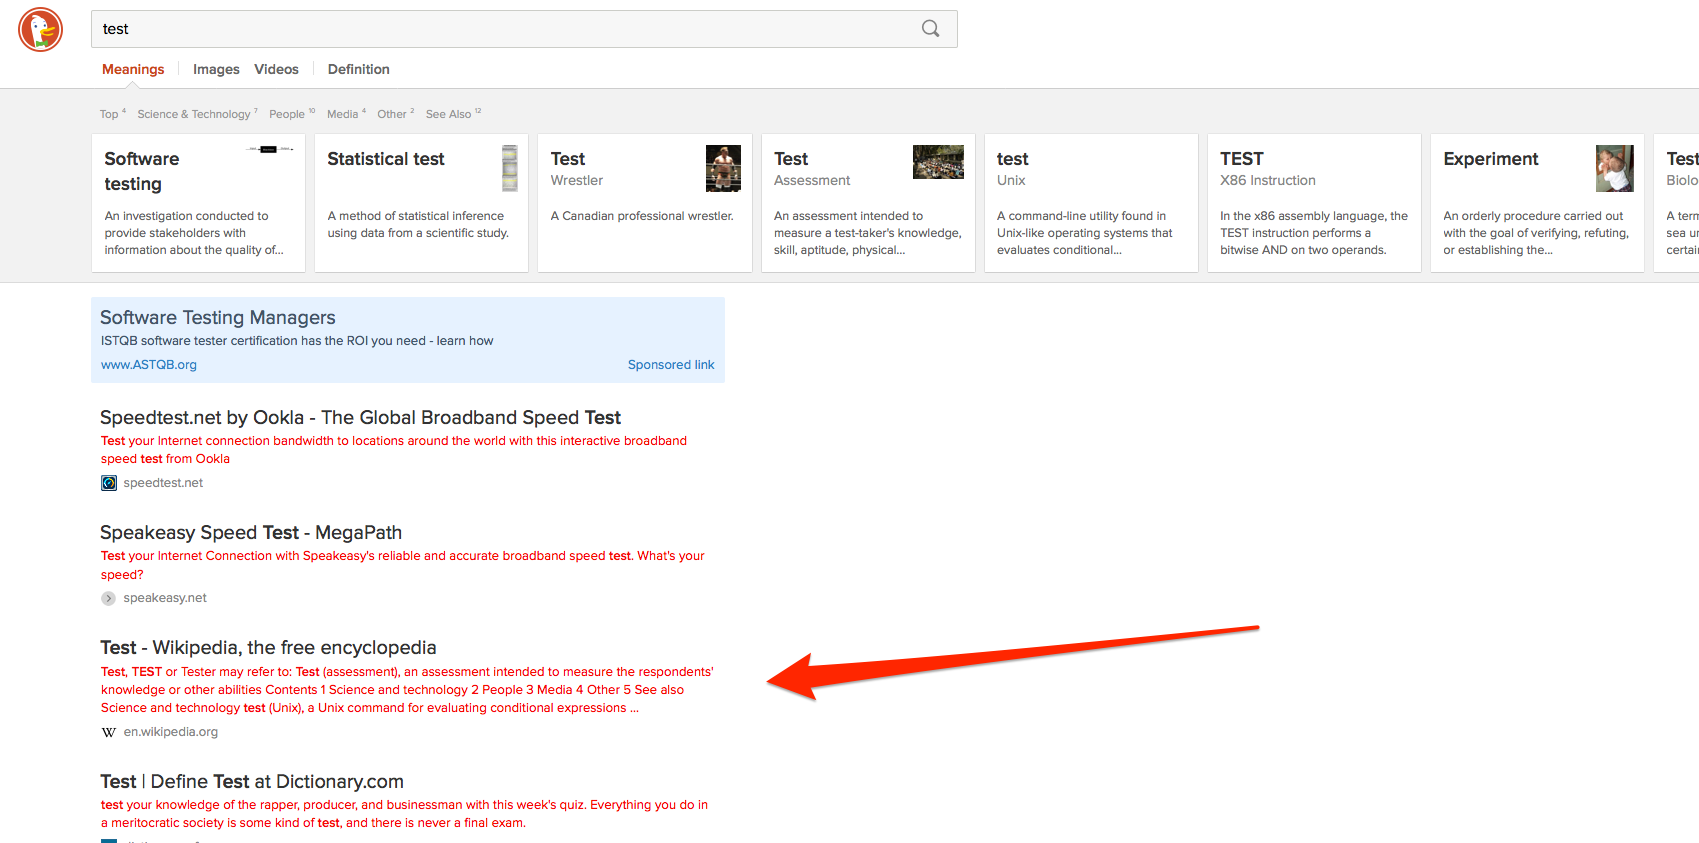 test
Meanings
Images
Videos
Definition
Top 4
Science & Technology 7
People 10
Media 4
Other 2
See Also 12
Software
testing
An investigation conducted to
provide stakeholders with
information about the quality of...
Statistical test
A method of statistical inference
using data from a scientific study.
Test
Wrestler
A Canadian professional wrestler.
Test
Assessment
An assessment intended to
measure a test-taker's knowledge,
skill, aptitude, physical...
test
Unix
A command-line utility found in
Unix-like operating systems that
evaluates conditional...
TEST
X86 Instruction
In the x86 assembly language, the
TEST instruction performs a
bitwise AND on two operands.
Experiment
An orderly procedure carried out
with the goal of verifying, refuting,
or establishing the...
Test
Biolo
A term
sea ur
certain
Software Testing Managers
ISTQB software tester certification has the ROI you need - learn how
www.ASTQB.org
Sponsored link
Speedtest.net by Ookla - The Global Broadband Speed Test
Test your Internet connection bandwidth to locations around the world with this interactive broadband
speed test from Ookla
speedtest.net
Speakeasy Speed Test - MegaPath
Test your Internet Connection with Speakeasy's reliable and accurate broadband speed test. What's your
speed?
speakeasy.net
Test - Wikipedia, the free encyclopedia
Test, TEST or Tester may refer to: Test (assessment), an assessment intended to measure the respondents'
knowledge or other abilities Contents 1 Science and technology 2 People 3 Media 4 Other 5 See also
Science and technology test (Unix), a Unix command for evaluating conditional expressions ...
W en.wikipedia.org
Test | Define Test at Dictionary.com
test your knowledge of the rapper, producer, and businessman with this week's quiz. Everything you do in
a meritocratic society is some kind of test, and there is never a final exam.